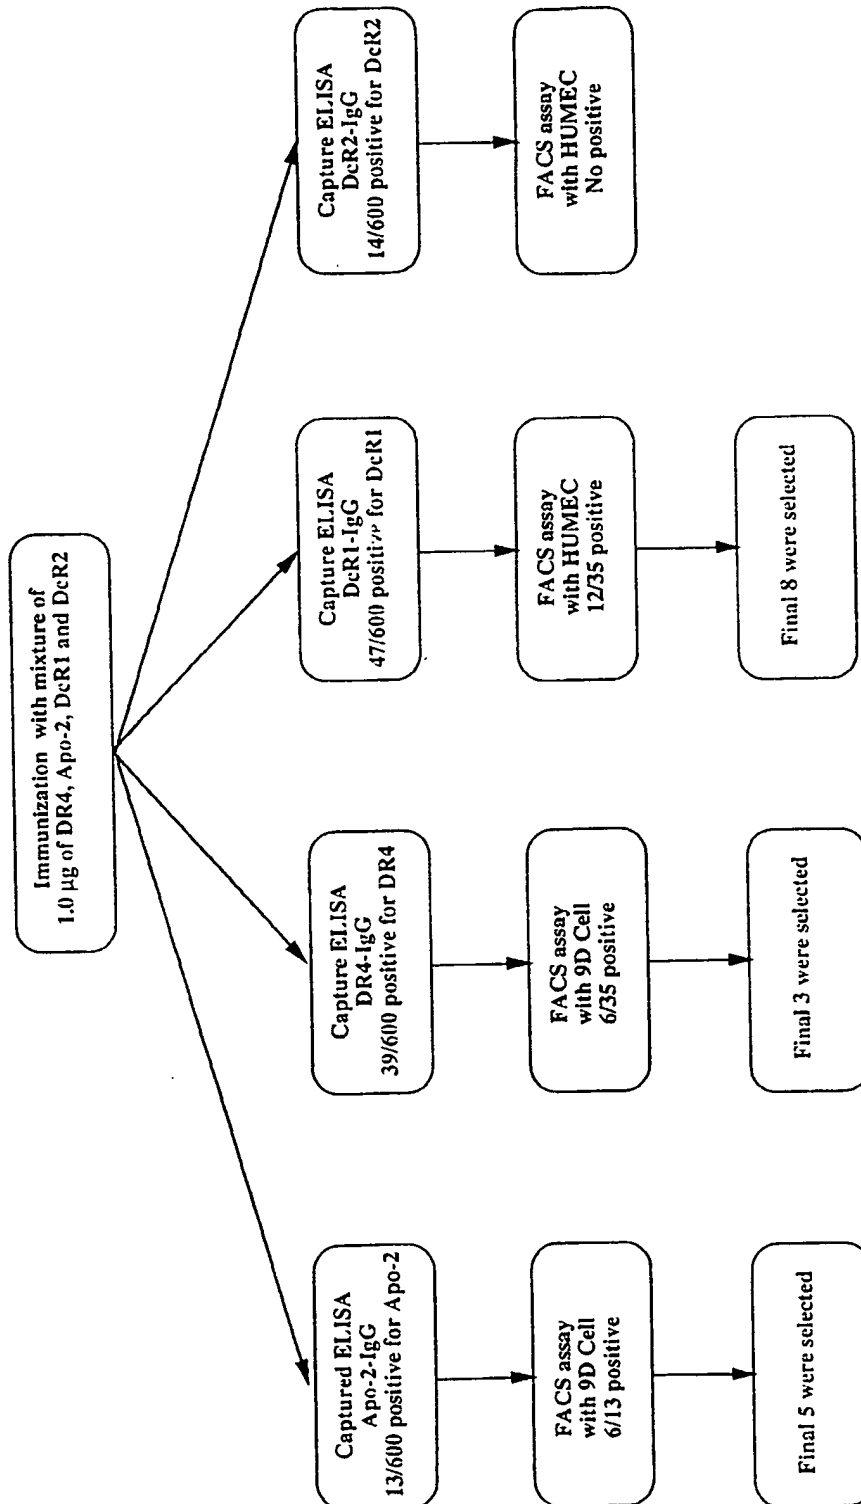 Immunization with mixture of
1.0 µg of DR4, Apo-2, DcR1 and DcR2
Captured ELISA
Apo-2-IgG
13/600 positive for Apo-2
Capture ELISA
DR4-IgG
39/600 positive for DR4
Capture ELISA
DcR1-IgG
47/600 positive for DcR1
Capture ELISA
DcR2-IgG
14/600 positive for DcR2
FACS assay
with 9D Cell
6/13 positive
FACS assay
with 9D Cell
6/35 positive
FACS assay
with HUMEC
12/35 positive
FACS assay
with HUMEC
No positive
Final 5 were selected
Final 3 were selected
Final 8 were selected